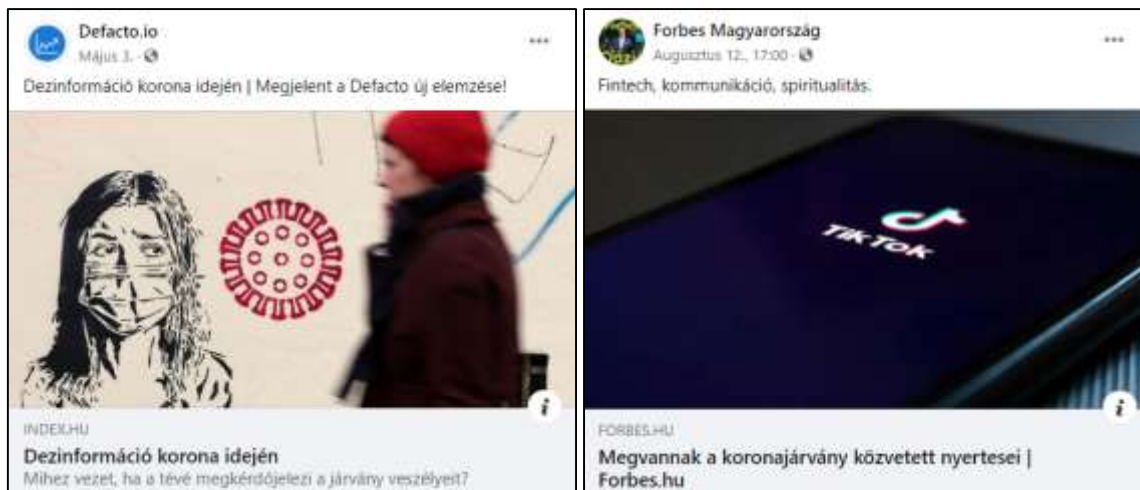 Defacto.io
Május 3. ·
Dezinformáció korona idején | Megjelent a Defacto új elemzése!
INDEX.HU
Dezinformáció korona idején
Mihez vezet, ha a tévé megkérdőjelezi a járvány veszélyeit?
Forbes Magyarország
Augusztus 12., 17:00 ·
Fintech, kommunikáció, spiritualitás.
TikTok
FORBES.HU
Megvannak a koronajárvány közvetett nyertesei |
Forbes.hu